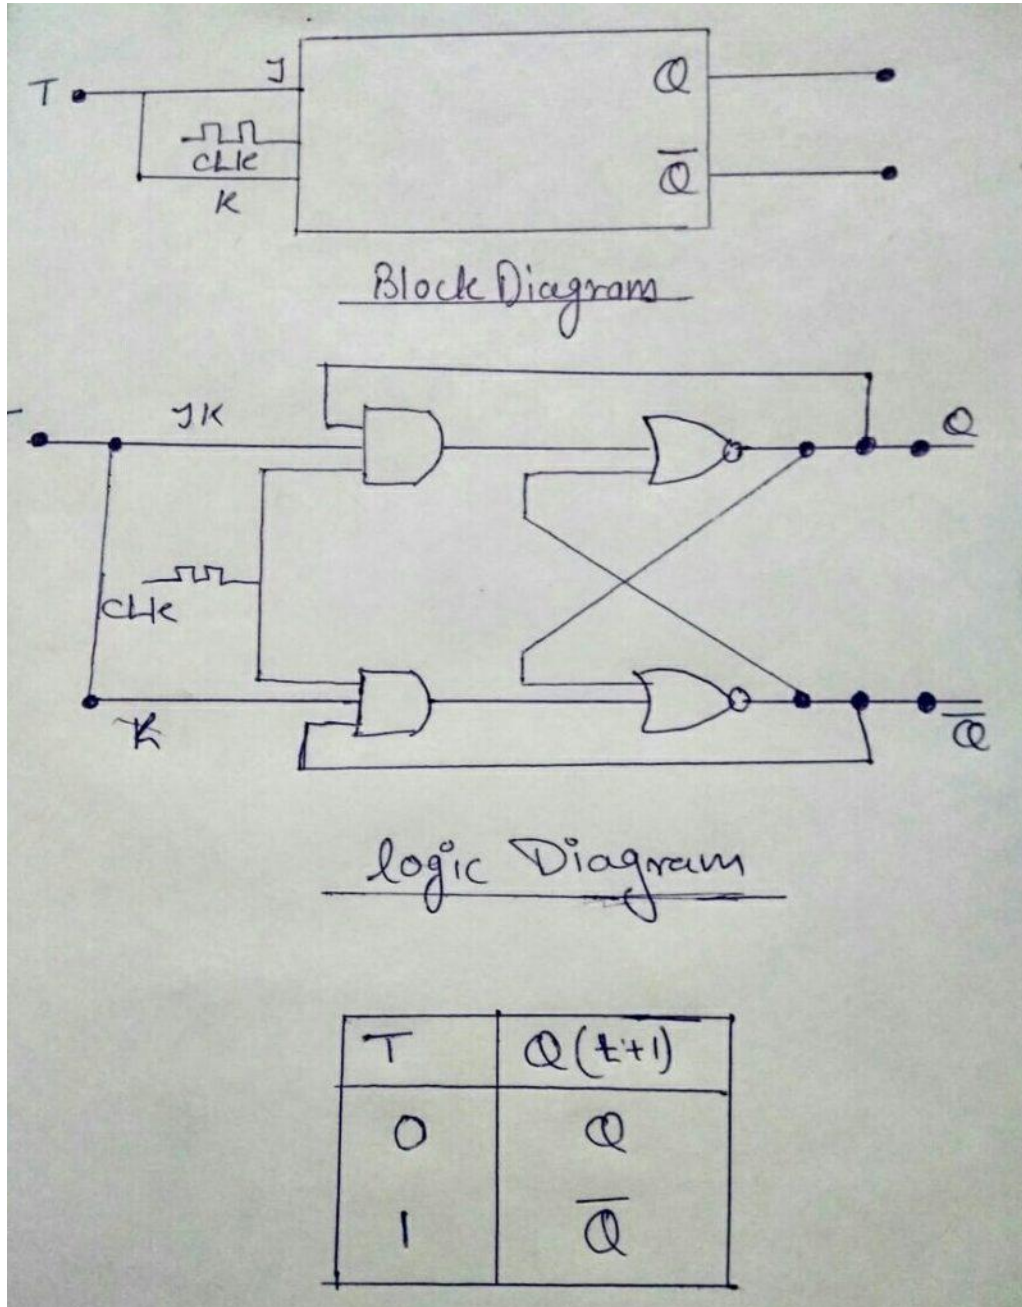 J
T
Q
CLK
Q̅
K
Block Diagram
JK
Q
CLK
K
Q̅
logic Diagram
T Q(t+1)
0 Q
1 Q̅